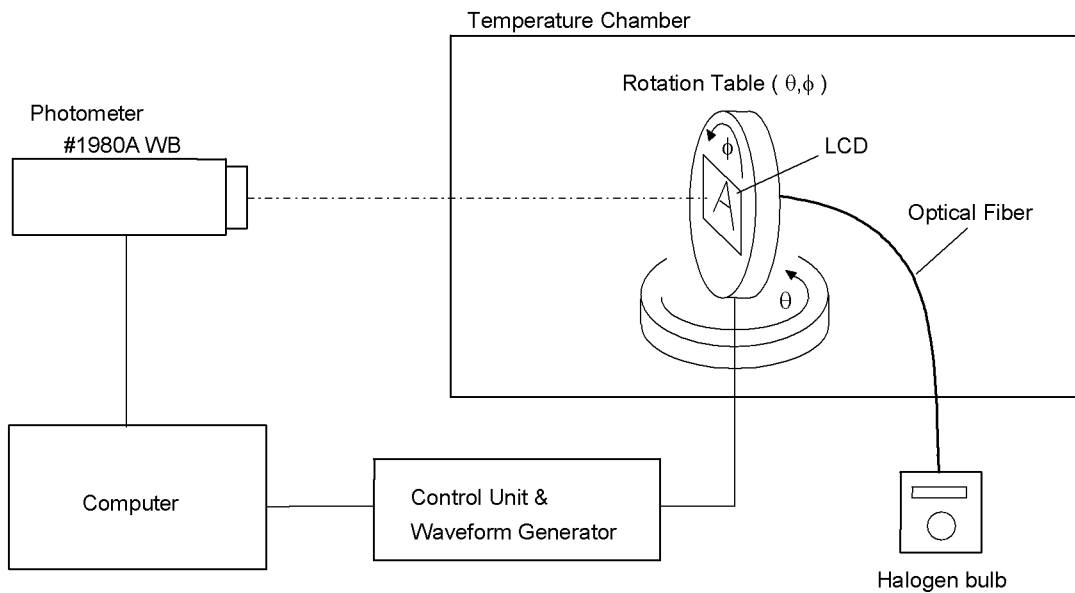 Temperature Chamber
Rotation Table ( θ,ϕ )
Photometer
#1980A WB
ϕ
LCD
A
Optical Fiber
θ
Computer
Control Unit &
Waveform Generator
Halogen bulb